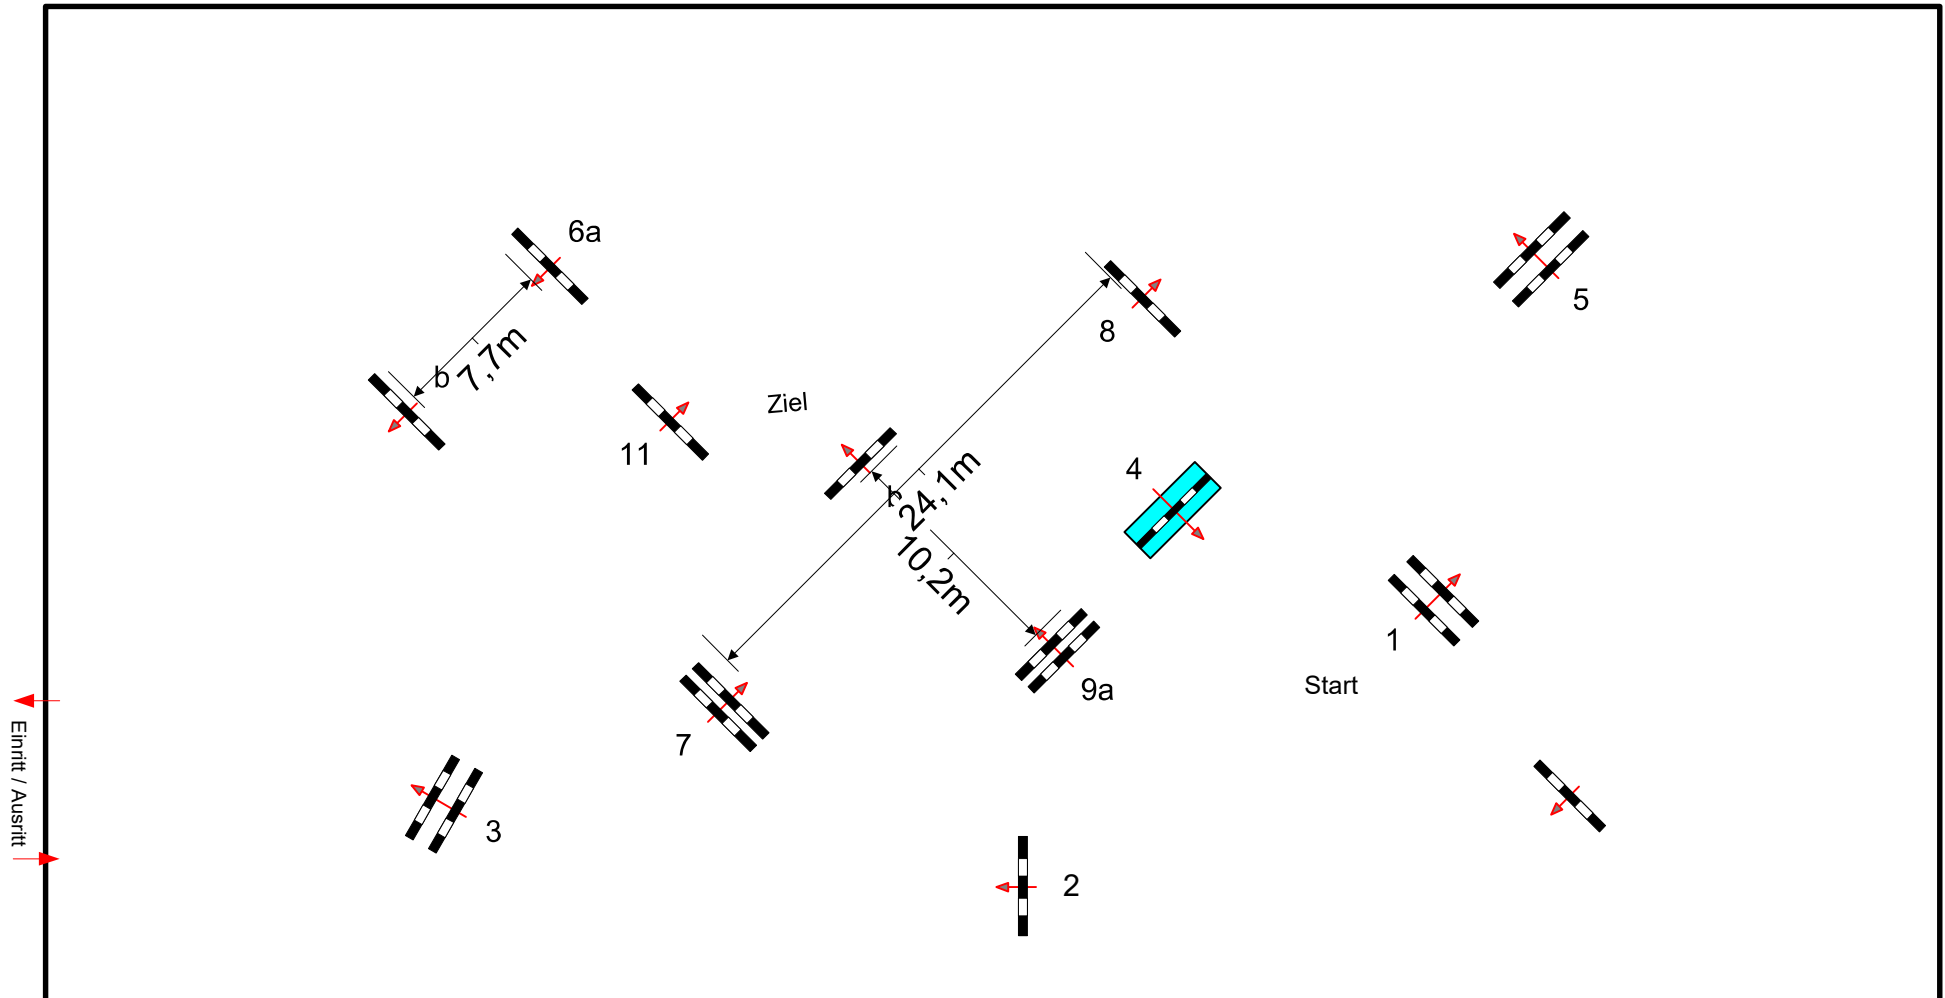 6a
5
8
7,7m
b
Ziel
11
24,1m
4
10,2m
1
9a
Start
7
Einritt / Ausritt
3
2